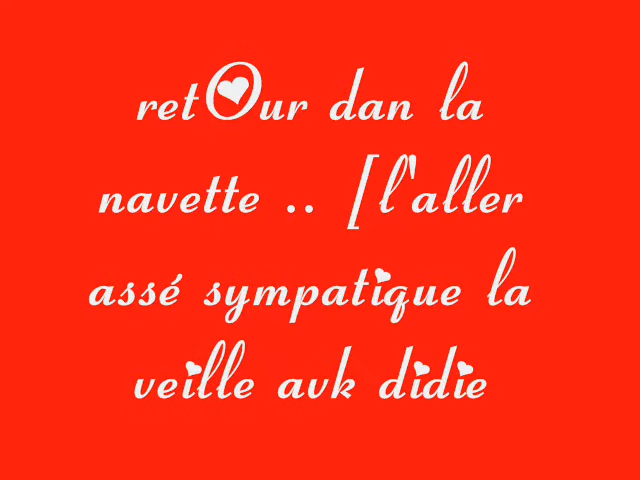 retOur dan la
navette .. [l'aller
assé sympatique la
veille avk didie